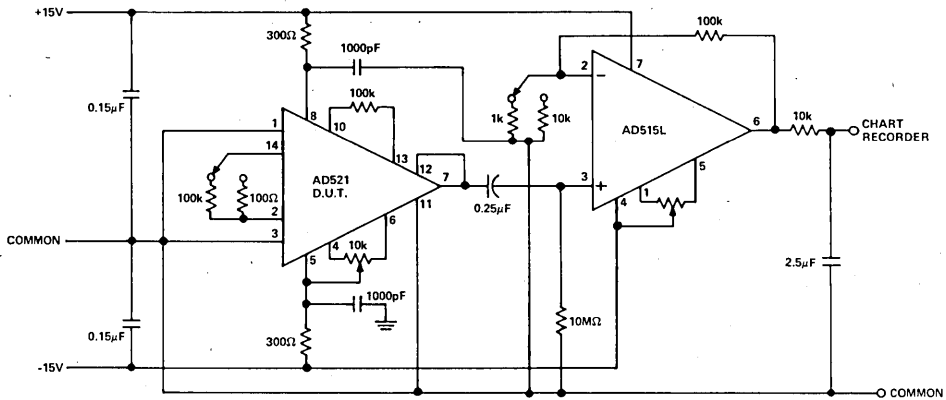 +15V
300Ω
1000pF
100k
0.15µF
8
10
100k
2
7
−
1k
10k
AD515L
6
10k
CHART
RECORDER
1
14
13
12
7
AD521
D.U.T.
100k
100Ω
2
3
11
6
0.25µF
3
+
5
1
4
COMMON
4
10k
5
1000pF
2.5µF
0.15µF
300Ω
10MΩ
-15V
COMMON